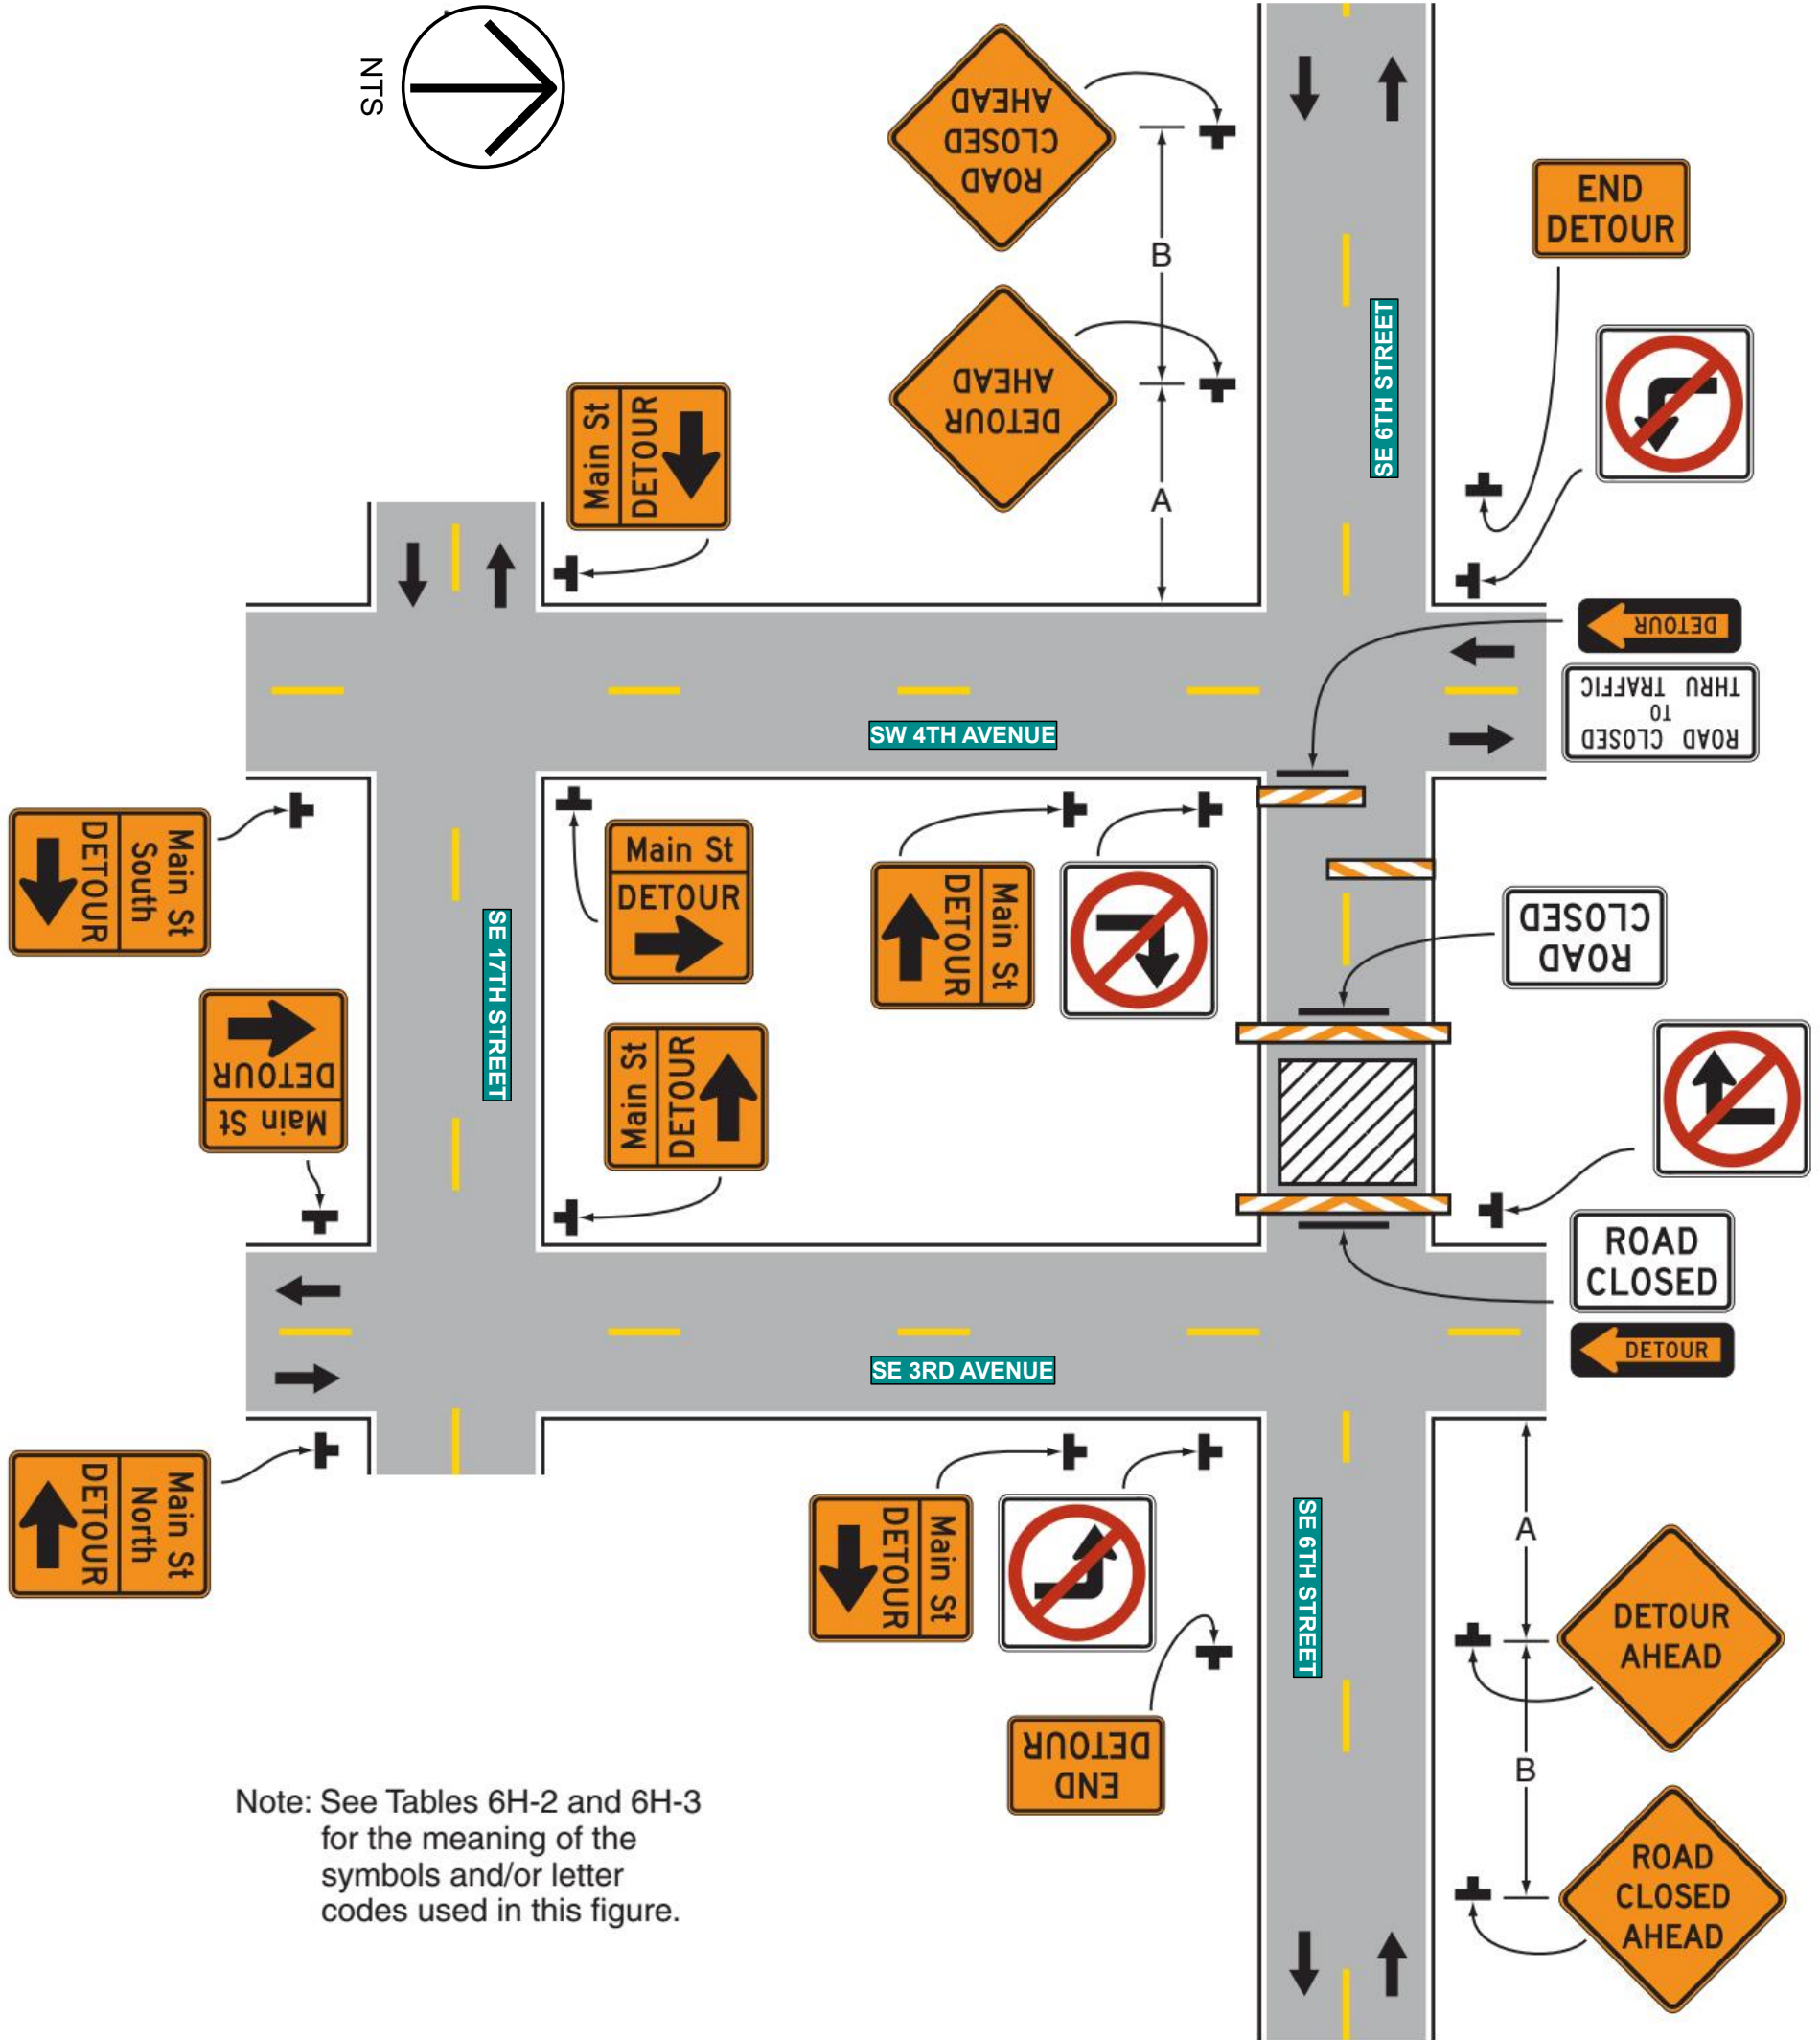 NTS
ROAD
CLOSED
AHEAD
B
DETOUR
AHEAD
A
SE 6TH STREET
END
DETOUR
Main St
DETOUR
DETOUR
ROAD CLOSED
TO
THRU TRAFFIC
SW 4TH AVENUE
Main St
South
DETOUR
Main St
DETOUR
Main St
DETOUR
SE 17TH STREET
ROAD
CLOSED
Main St
DETOUR
Main St
DETOUR
ROAD
CLOSED
DETOUR
SE 3RD AVENUE
Main St
North
DETOUR
Main St
DETOUR
END
DETOUR
SE 6TH STREET
A
DETOUR
AHEAD
B
ROAD
CLOSED
AHEAD
Note: See Tables 6H-2 and 6H-3
for the meaning of the
symbols and/or letter
codes used in this figure.